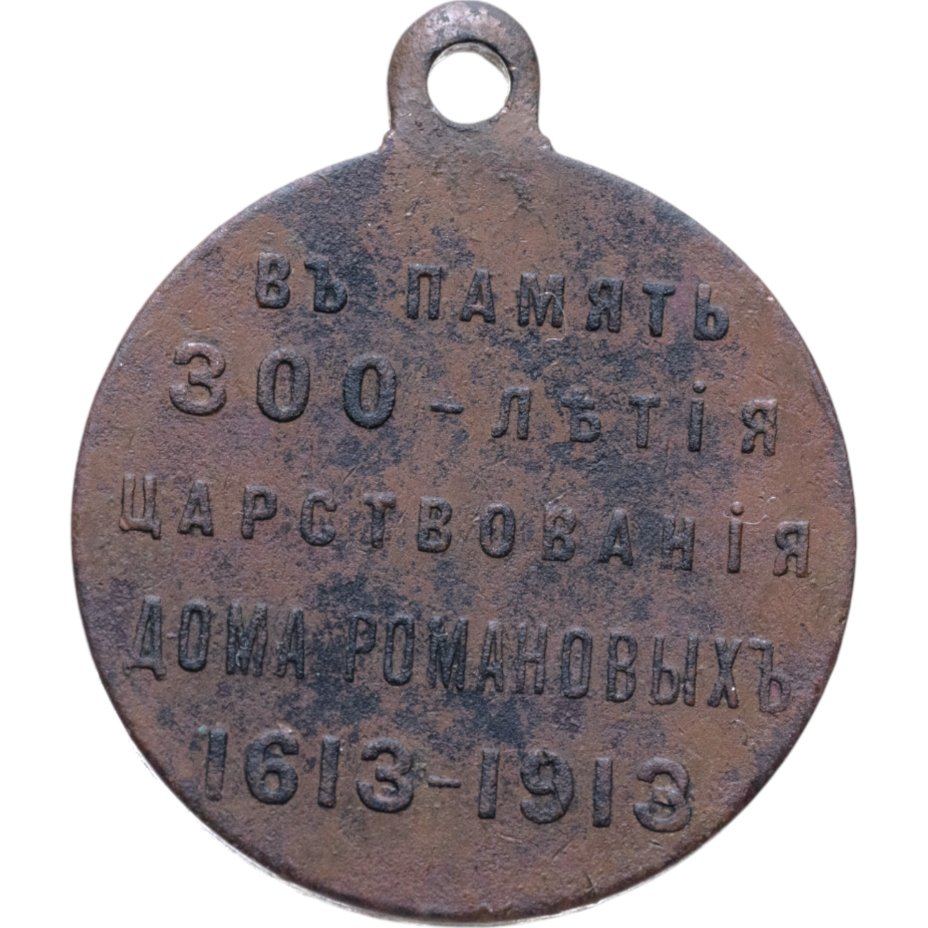 ВЪ ПАМЯТЬ
300-ЛѢТІЯ
ЦАРСТВОВАНІЯ
ДОМА РОМАНОВЫХЪ
1613-1913